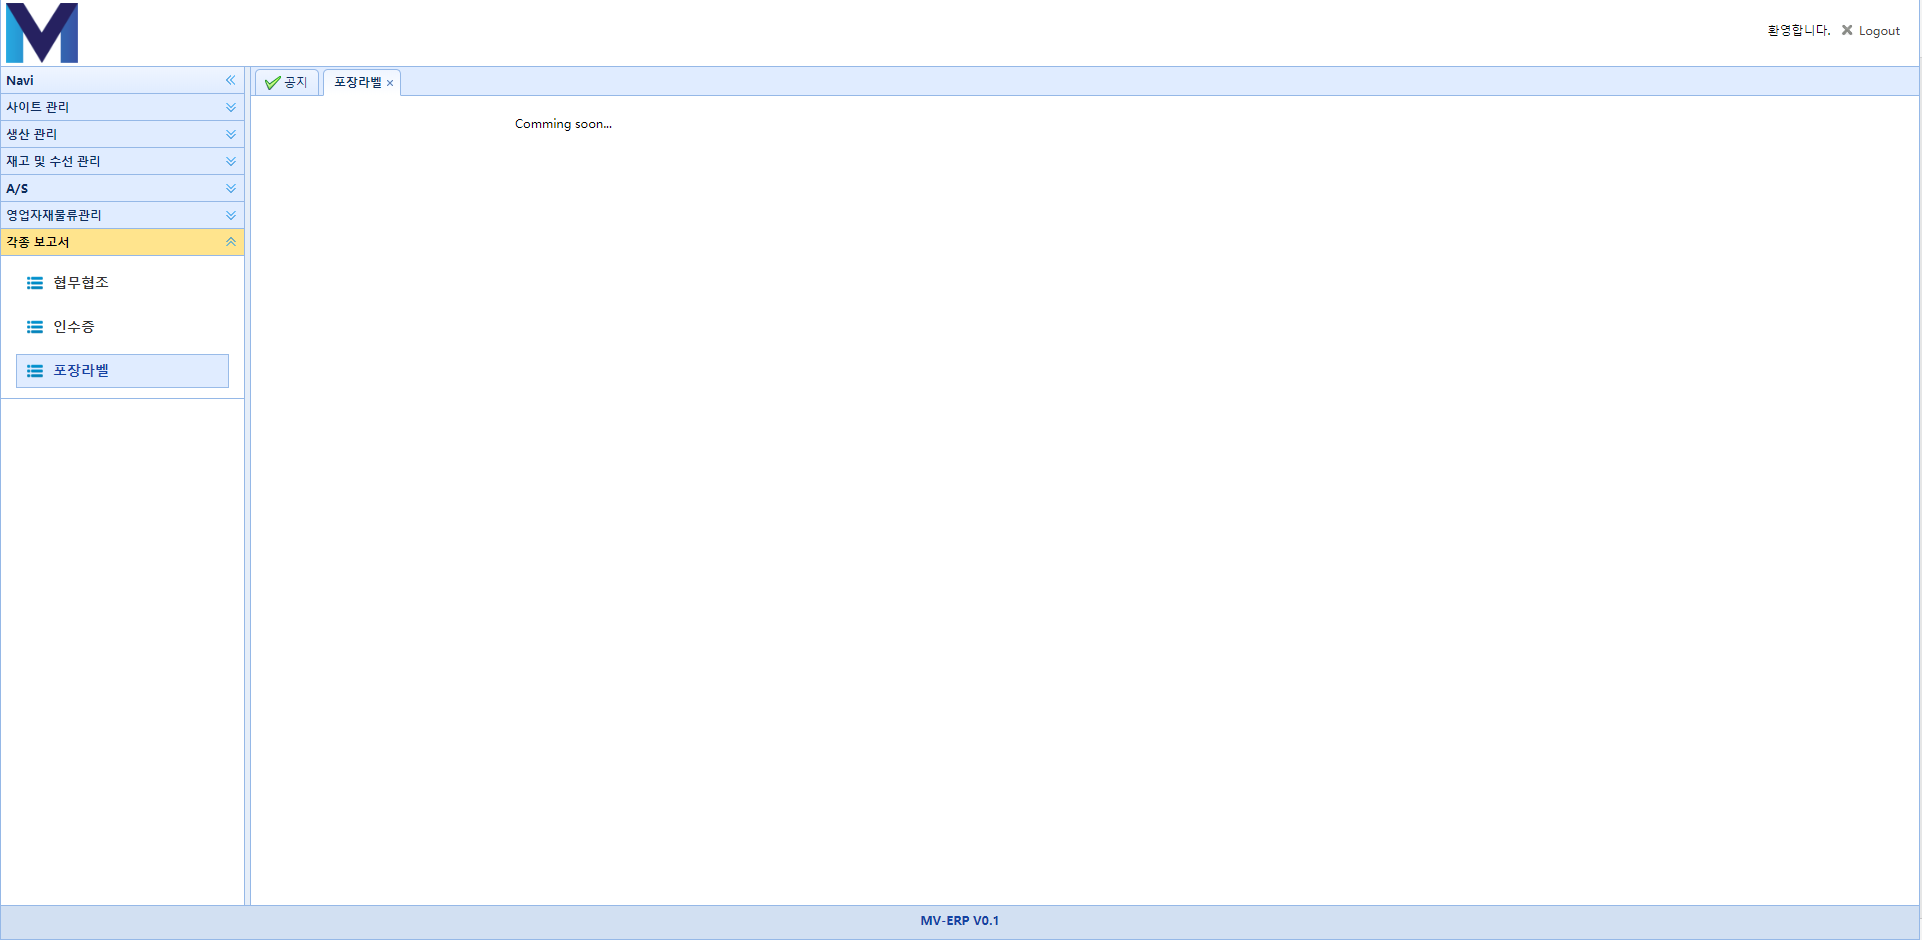 M
환영합니다. Logout
Navi
사이트 관리
생산 관리
재고 및 수선 관리
A/S
영업자재물류관리
각종 보고서
협무협조
인수증
포장라벨
공지
포장라벨
Comming soon...
MV-ERP V0.1